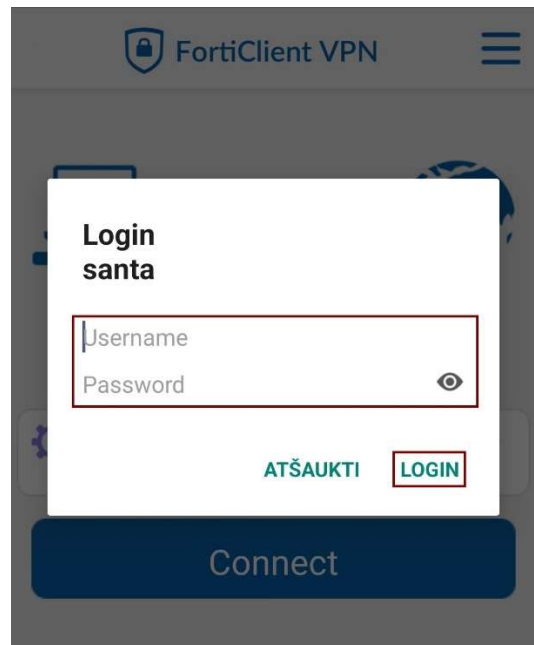 FortiClient VPN
Login
santa
Username
Password
ATŠAUKTI LOGIN
Connect